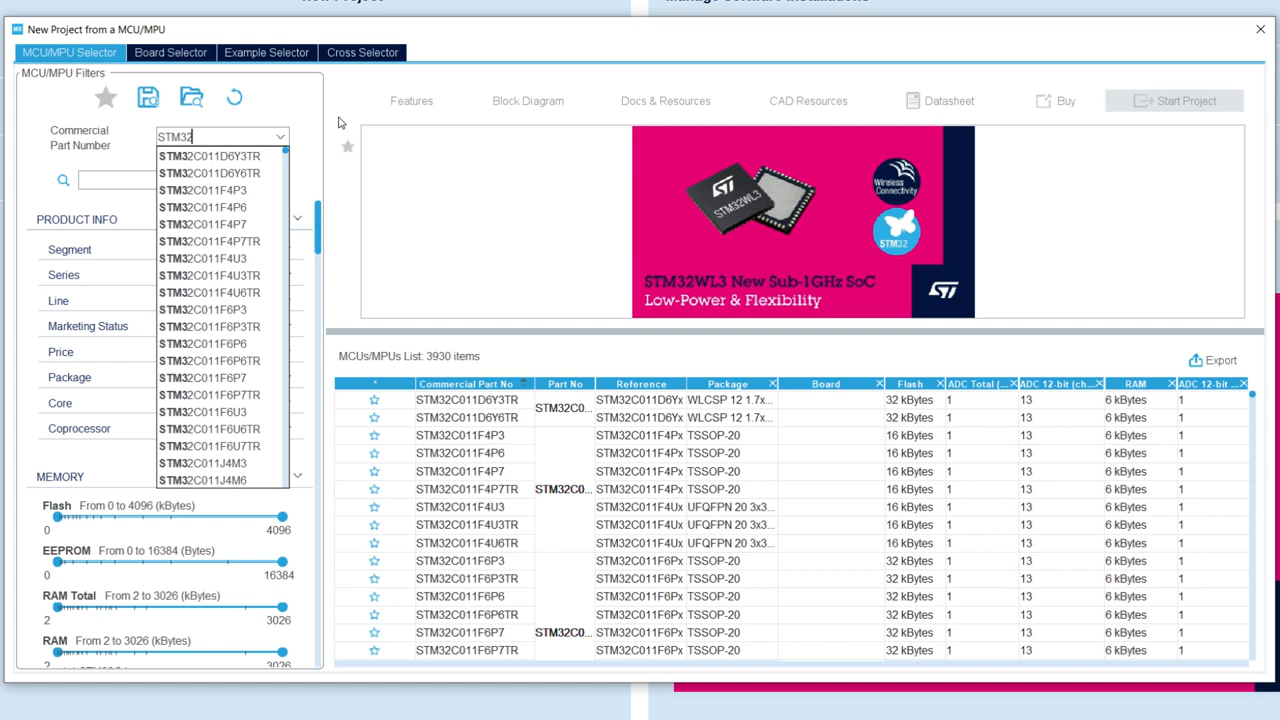 New Project from a MCU/MPU
MCU/MPU Selector Board Selector Example Selector Cross Selector
MCU/MPU Filters
Commercial
Part Number
STM32
STM32C011D6Y3TR
STM32C011D6Y6TR
STM32C011F4P3
STM32C011F4P6
STM32C011F4P7
STM32C011F4P7TR
STM32C011F4U3
STM32C011F4U3TR
STM32C011F4U6TR
STM32C011F6P3
STM32C011F6P3TR
STM32C011F6P6
STM32C011F6P6TR
STM32C011F6P7
STM32C011F6P7TR
STM32C011F6U3
STM32C011F6U6TR
STM32C011F6U7TR
STM32C011J4M3
STM32C011J4M6
PRODUCT INFO
Segment
Series
Line
Marketing Status
Price
Package
Core
Coprocessor
MEMORY
Flash From 0 to 4096 (kBytes)
0 4096
EEPROM From 0 to 16384 (Bytes)
0 16384
RAM Total From 2 to 3026 (kBytes)
2 3026
RAM From 2 to 3026 (kBytes)
2 3026
Features Block Diagram Docs & Resources CAD Resources Datasheet Buy Start Project
STM32WL3
Wireless
Connectivity
STM32
STM32WL3 New Sub-1GHz SoC
Low-Power & Flexibility
MCUs/MPUs List: 3930 items
Export
* Commercial Part No Part No Reference Package Board Flash ADC Total (... ADC 12-bit (ch... RAM ADC 12-bit ...
STM32C011D6Y3TR STM32C0... STM32C011D6Yx WLCSP 12 1.7x... 32 kBytes 1 13 6 kBytes 1
STM32C011D6Y6TR STM32C011D6Yx WLCSP 12 1.7x... 32 kBytes 1 13 6 kBytes 1
STM32C011F4P3 STM32C011F4Px TSSOP-20 16 kBytes 1 13 6 kBytes 1
STM32C011F4P6 STM32C011F4Px TSSOP-20 16 kBytes 1 13 6 kBytes 1
STM32C011F4P7 STM32C011F4Px TSSOP-20 16 kBytes 1 13 6 kBytes 1
STM32C011F4P7TR STM32C0... STM32C011F4Px TSSOP-20 16 kBytes 1 13 6 kBytes 1
STM32C011F4U3 STM32C011F4Ux UFQFPN 20 3x3... 16 kBytes 1 13 6 kBytes 1
STM32C011F4U3TR STM32C011F4Ux UFQFPN 20 3x3... 16 kBytes 1 13 6 kBytes 1
STM32C011F4U6TR STM32C011F4Ux UFQFPN 20 3x3... 16 kBytes 1 13 6 kBytes 1
STM32C011F6P3 STM32C011F6Px TSSOP-20 32 kBytes 1 13 6 kBytes 1
STM32C011F6P3TR STM32C011F6Px TSSOP-20 32 kBytes 1 13 6 kBytes 1
STM32C011F6P6 STM32C011F6Px TSSOP-20 32 kBytes 1 13 6 kBytes 1
STM32C011F6P6TR STM32C011F6Px TSSOP-20 32 kBytes 1 13 6 kBytes 1
STM32C011F6P7 STM32C0... STM32C011F6Px TSSOP-20 32 kBytes 1 13 6 kBytes 1
STM32C011F6P7TR STM32C011F6Px TSSOP-20 32 kBytes 1 13 6 kBytes 1